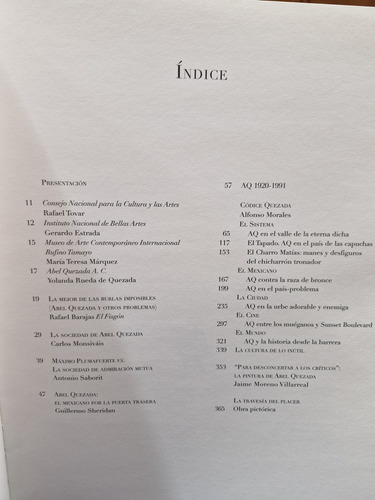 ÍNDICE
PRESENTACIÓN
11 Consejo Nacional para la Cultura y las Artes
Rafael Tovar
12 Instituto Nacional de Bellas Artes
Gerardo Estrada
15 Museo de Arte Contemporáneo Internacional
Rufino Tamayo
María Teresa Márquez
17 Abel Quezada A. C.
Yolanda Rueda de Quezada
19 LA MEJOR DE LAS BURLAS IMPOSIBLES
(ABEL QUEZADA Y OTROS PROBLEMAS)
Rafael Barajas El Fisgón
29 LA SOCIEDAD DE ABEL QUEZADA
Carlos Monsiváis
39 MÁXIMO PLUMAFUERTE EX.
LA SOCIEDAD DE ADMIRACIÓN MUTUA
Antonio Saborit
47 ABEL QUEZADA:
EL MEXICANO POR LA PUERTA TRASERA
Guillermo Sheridan
57 AQ 1920-1991
CÓDICE QUEZADA
Alfonso Morales
EL SISTEMA
65 AQ en el valle de la eterna dicha
117 El Tapado. AQ en el país de las capuchas
153 El Charro Matías: manes y desfiguros
del chicharrón tronador
EL MEXICANO
167 AQ contra la raza de bronce
199 AQ en el país-problema
LA CIUDAD
235 AQ en la urbe adorable y enemiga
EL CINE
297 AQ entre los muéganos y Sunset Boulevard
EL MUNDO
321 AQ y la historia desde la barrera
339 LA CULTURA DE LO INÚTIL
353 "PARA DESCONCERTAR A LOS CRÍTICOS":
LA PINTURA DE ABEL QUEZADA
Jaime Moreno Villarreal
LA TRAVESÍA DEL PLACER
365 Obra pictórica